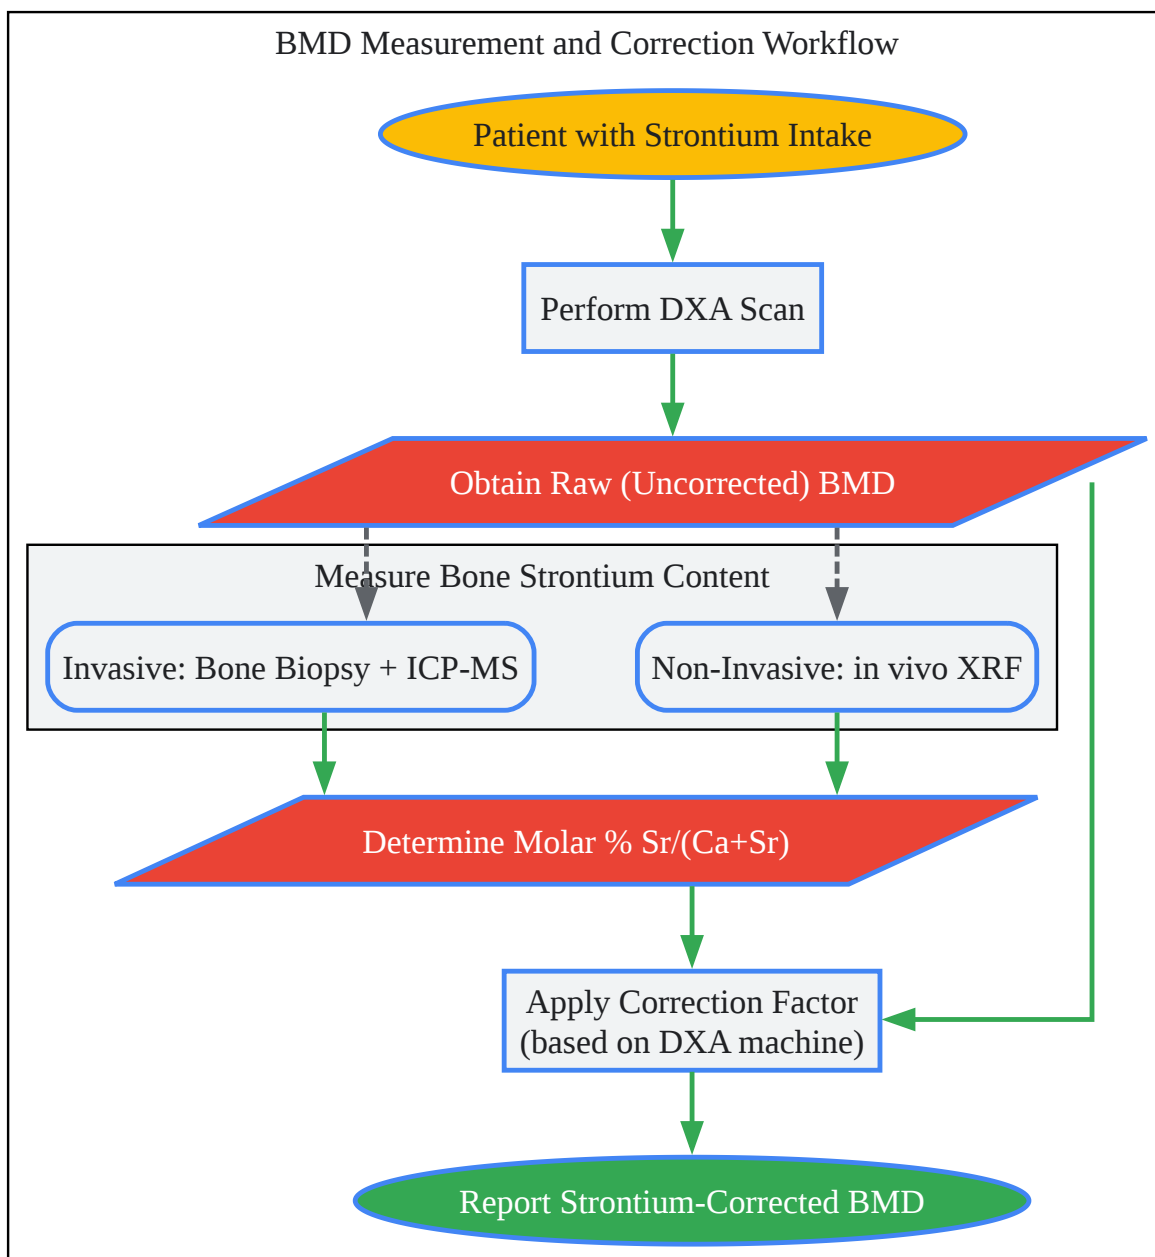 BMD Measurement and Correction Workflow
Patient with Strontium Intake
Perform DXA Scan
Obtain Raw (Uncorrected) BMD
Measure Bone Strontium Content
Invasive: Bone Biopsy + ICP-MS
Non-Invasive: in vivo XRF
Determine Molar % Sr/(Ca+Sr)
Apply Correction Factor
(based on DXA machine)
Report Strontium-Corrected BMD